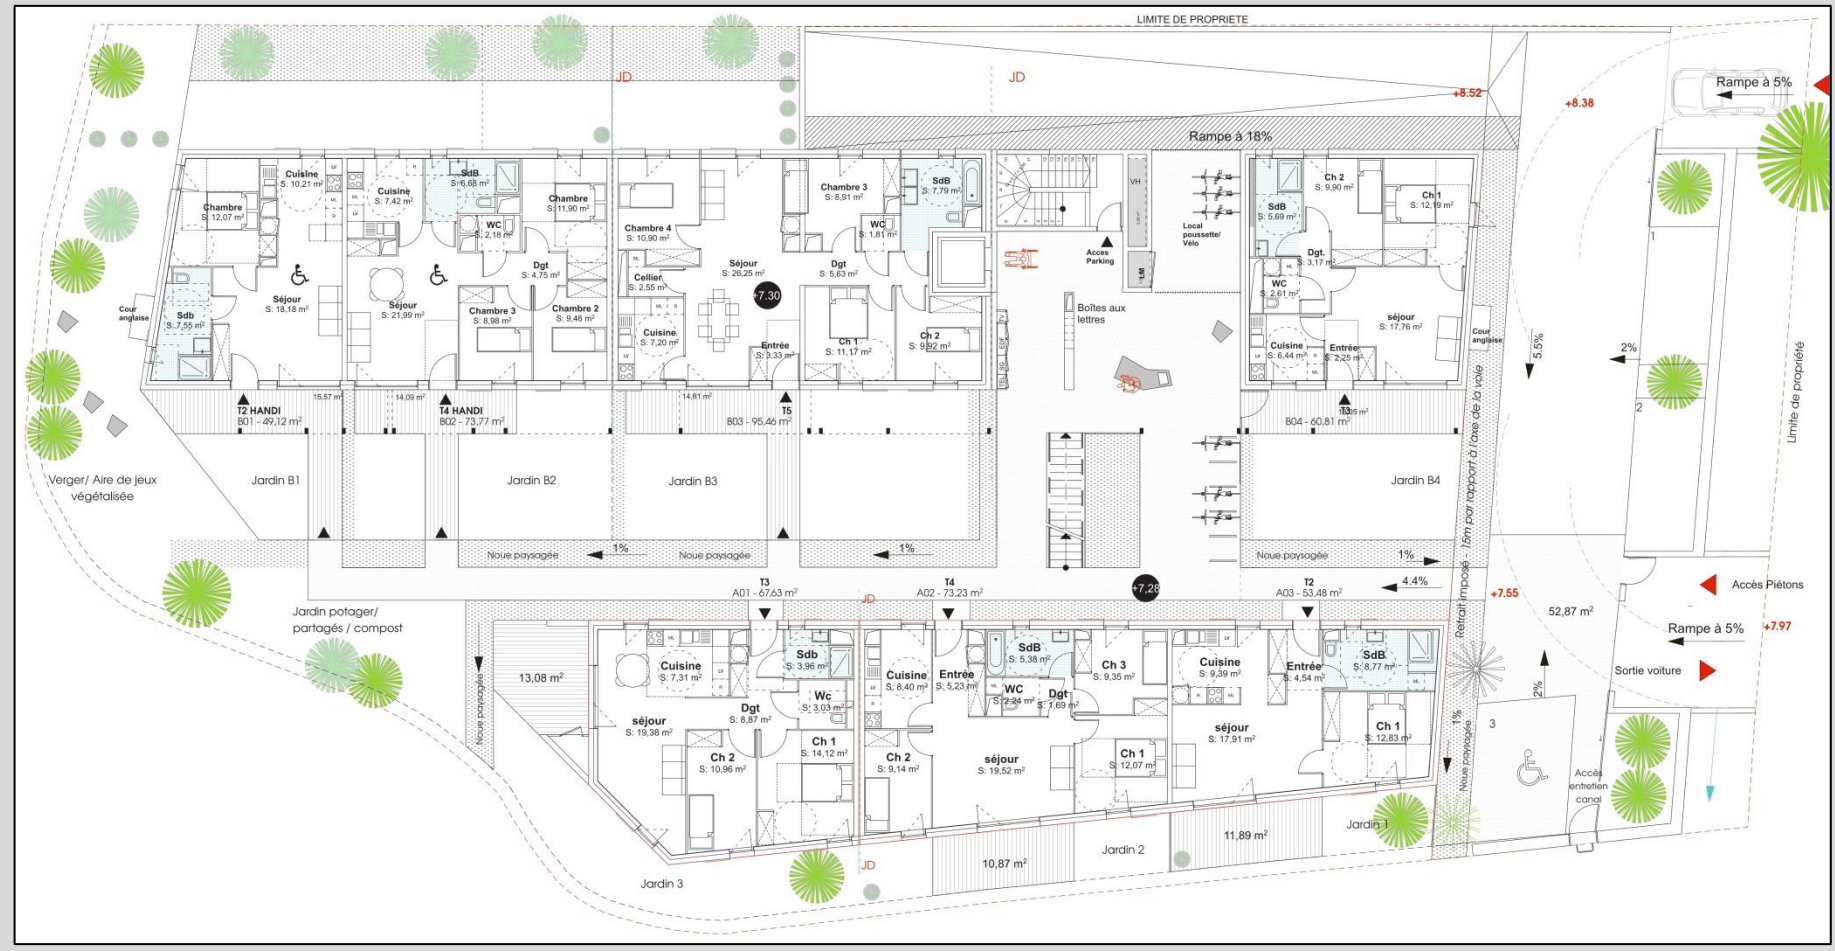 LIMITE DE PROPRIETE
JD
JD
+8.52
+8.38
Rampe à 5%
Rampe à 18%
Cuisine
S: 10,21 m²
Chambre
S: 12,07 m²
Sdb
S: 7,55 m²
Séjour
S: 18,18 m²
Cour
anglaise
Cuisine
S: 7,42 m²
SdB
S: 6,68 m²
Chambre
S: 11,90 m²
WC
S: 2,18 m²
Dgt
S: 4,75 m²
Séjour
S: 21,99 m²
Chambre 3
S: 8,98 m²
Chambre 2
S: 9,46 m²
Chambre 4
S: 10,90 m²
Cellier
S: 2,55 m²
Cuisine
S: 7,20 m²
Séjour
S: 26,25 m²
+7.30
Entrée
S: 3,33 m²
Chambre 3
S: 8,91 m²
WC
S: 1,81 m²
SdB
S: 7,79 m²
Dgt
S: 5,63 m²
Ch 1
S: 11,17 m²
Ch 2
S: 9,92 m²
VH
Acces
Parking
Local
poussette/
Vélo
L/M
Boîtes aux
lettres
TV
EDF
SG
TEL
Ch 2
S: 9,90 m²
Ch 1
S: 12,19 m²
SdB
S: 5,69 m²
Dgt.
S: 3,17 m²
WC
S: 2,61 m²
séjour
S: 17,76 m²
Cuisine
S: 6,44 m²
Entrée
S: 2,25 m²
Cour
anglaise
5.5%
2%
1
2
Limite de propriété
15,57 m²
14,09 m²
14,81 m²
T2 HANDI
B01 - 49,12 m²
T4 HANDI
B02 - 73,77 m²
T5
B03 - 95,46 m²
T3
B04 - 60,81 m²
Verger/ Aire de jeux
végétalisée
Jardin B1
Jardin B2
Jardin B3
Jardin B4
Retrait imposé - 15m par rapport à l'axe de la voie
Noue paysagée
1%
Noue paysagée
1%
Noue paysagée
1%
4.4%
+7.55
+7,28
Accès Piétons
52,87 m²
Rampe à 5%
+7.97
Sortie voiture
Jardin potager/
partagés / compost
T3
A01 - 67,63 m²
JD
T4
A02 - 73,23 m²
T2
A03 - 53,48 m²
Noue paysagée
13,08 m²
Cuisine
S: 7,31 m²
Sdb
S: 3,96 m²
Wc
S: 3,03 m²
Dgt
S: 8,87 m²
séjour
S: 19,38 m²
Ch 2
S: 10,96 m²
Ch 1
S: 14,12 m²
Cuisine
S: 8,40 m²
Entrée
S: 5,23 m²
SdB
S: 5,38 m²
WC
S: 2,24 m²
Dgt
S: 1,69 m²
Ch 3
S: 9,35 m²
Ch 2
S: 9,14 m²
séjour
S: 19,52 m²
Ch 1
S: 12,07 m²
Cuisine
S: 9,39 m²
Entrée
S: 4,54 m²
SdB
S: 8,77 m²
séjour
S: 17,91 m²
Ch 1
S: 12,83 m²
1%
Noue paysagée
2%
3
Accès
entretien
canal
Jardin 3
JD
10,87 m²
Jardin 2
11,89 m²
Jardin 1